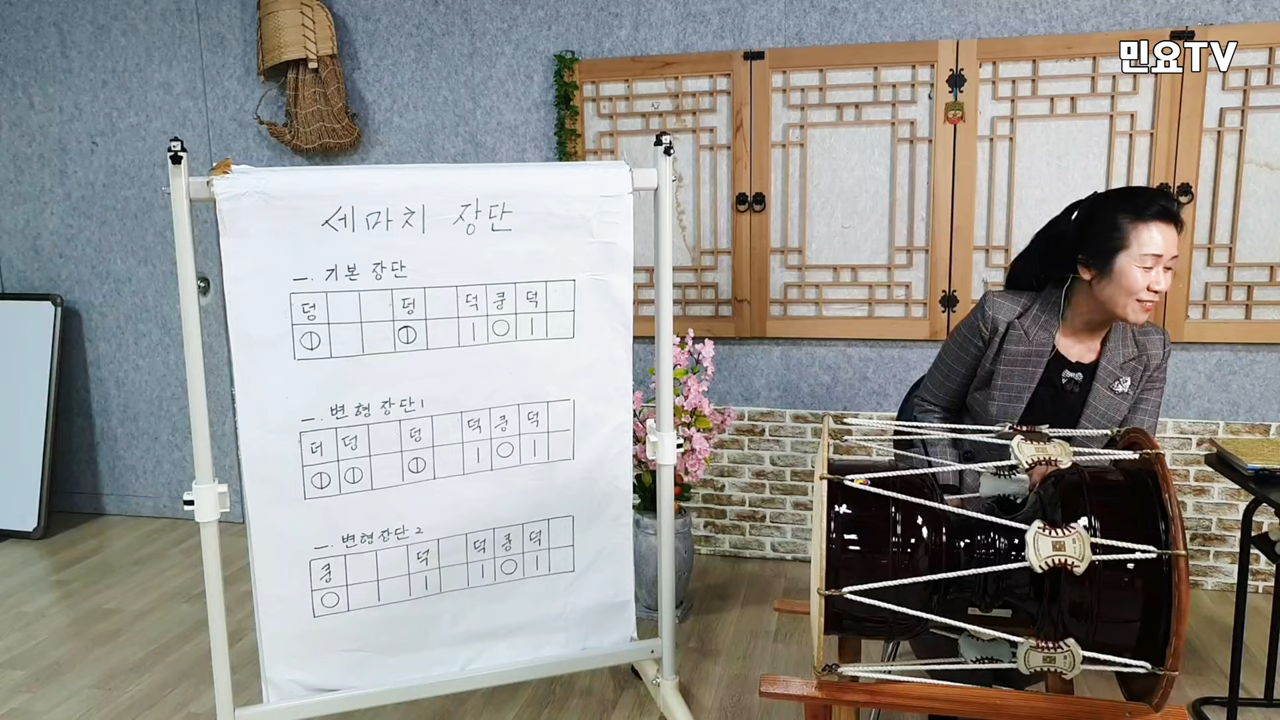 민요TV
세마치 장단
一. 기본 장단
덩 덩 덕 쿵 덕
一. 변형 장단1
더 덩 덩 덕 쿵 덕
一. 변형장단 2
쿵 덕 덕 쿵 덕